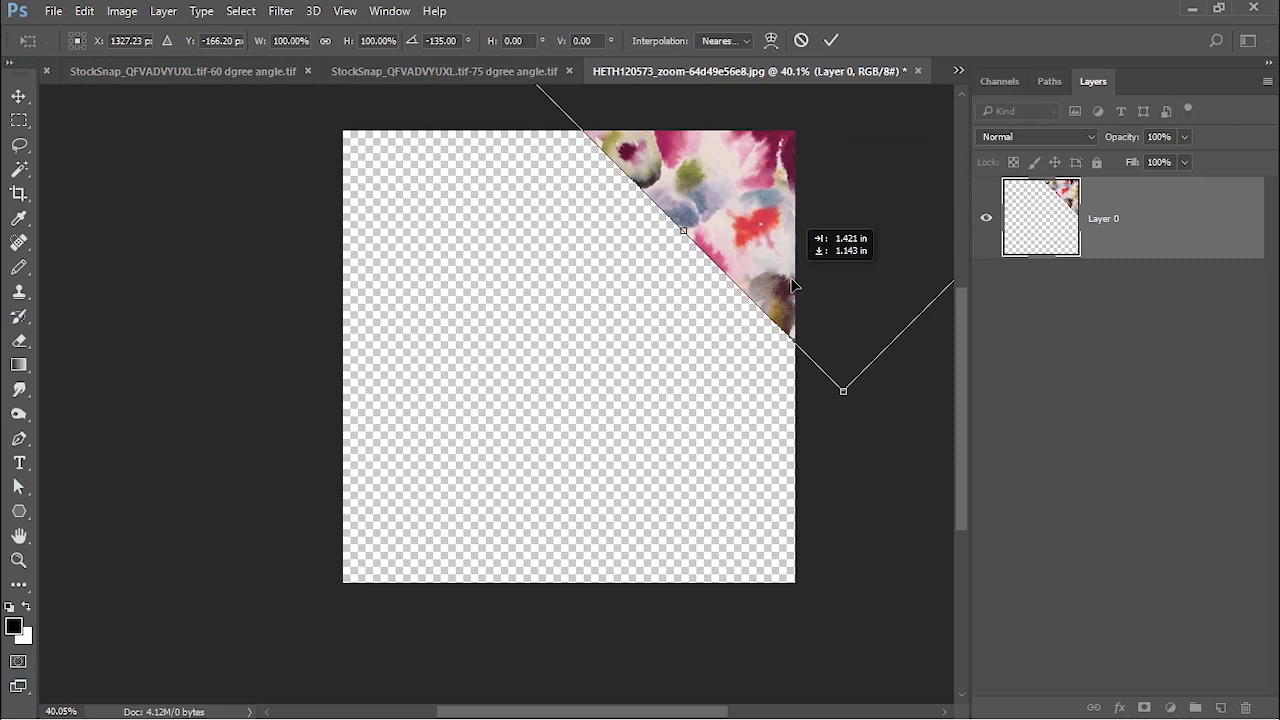 Ps File Edit Image Layer Type Select Filter 3D View Window Help
X: 1327.23 px Y: -166.20 px W: 100.00% H: 100.00% -135.00 ° H: 0.00 ° V: 0.00 ° Interpolation: Neares...
StockSnap_QFVADVYUXL.tif-60 dgree angle.tif × StockSnap_QFVADVYUXL.tif-75 dgree angle.tif × HETH120573_zoom-64d49e56e8.jpg @ 40.1% (Layer 0, RGB/8#) * ×
Channels Paths Layers
Kind
Normal Opacity: 100%
Lock: Fill: 100%
Layer 0
1.421 in
1.143 in
40.05% Doc: 4.12M/0 bytes